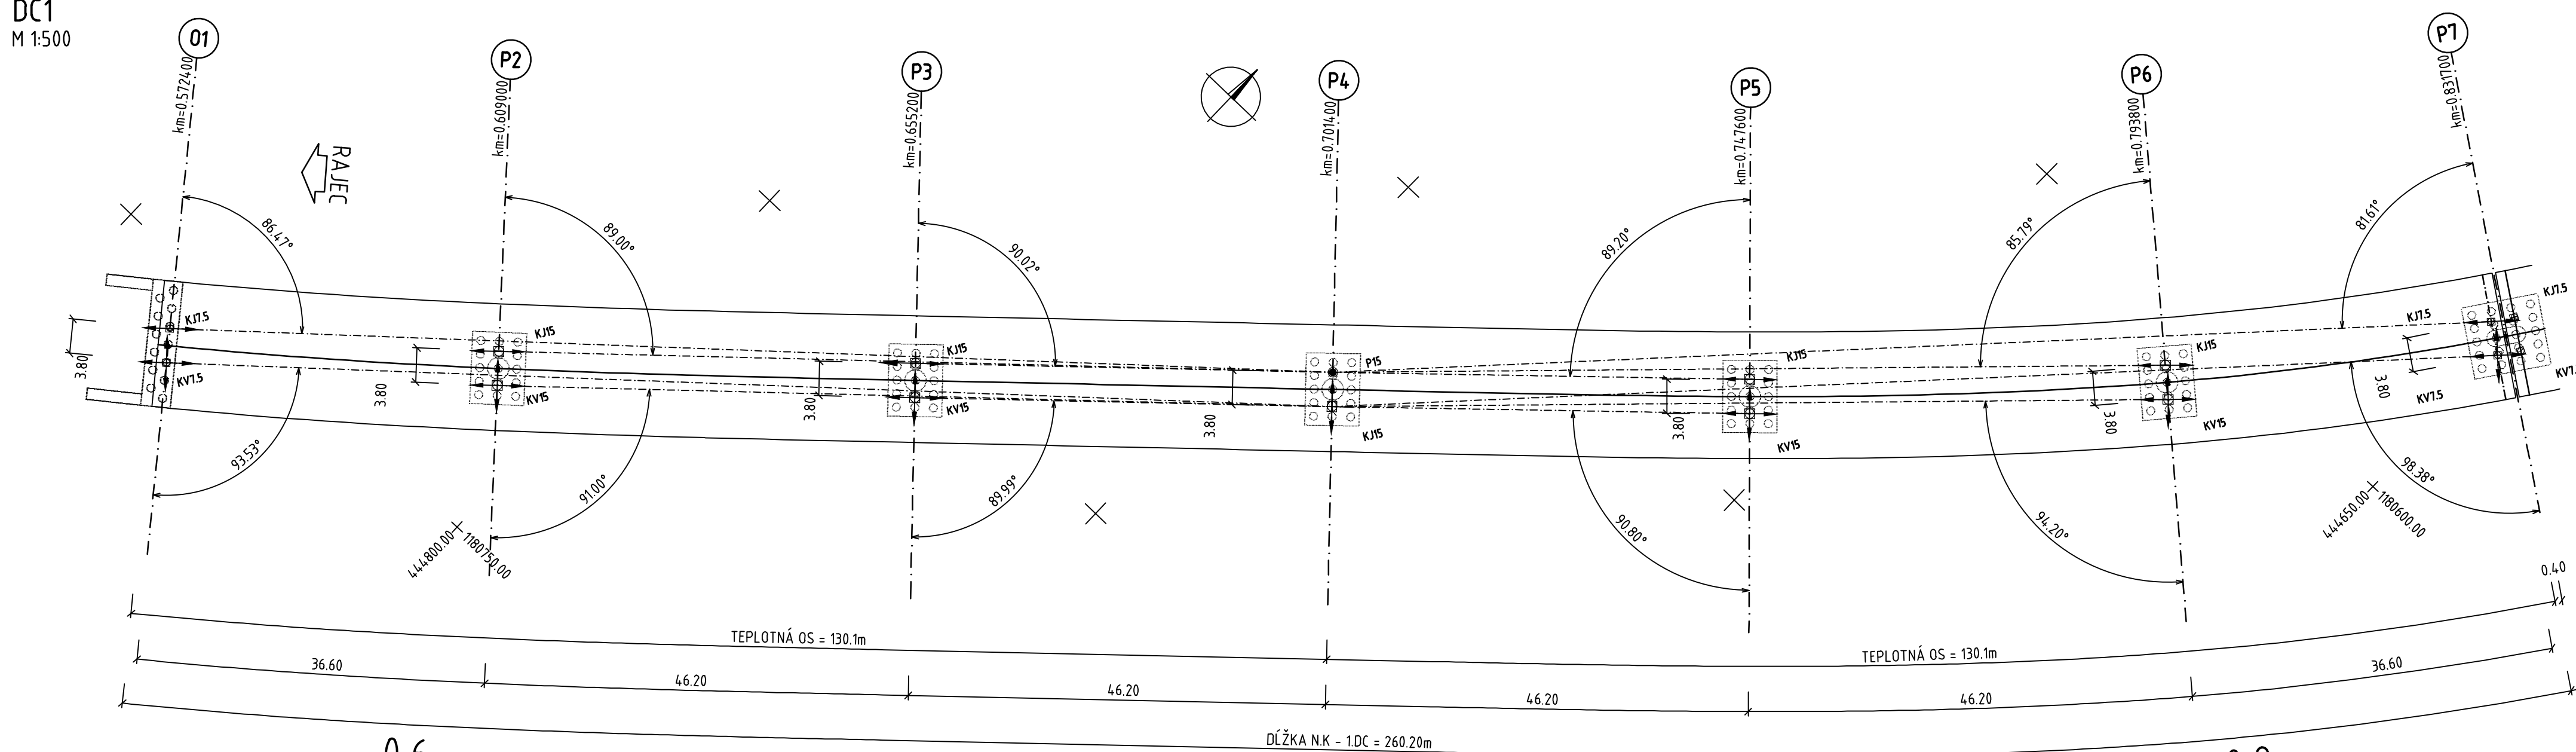 DC1
M 1:500
01
P2
P3
P4
P5
P6
P7
km=0.572400
km=0.609000
km=0.655200
km=0.701400
km=0.747600
km=0.793800
km=0.831700
RAJEC
86.47°
89.00°
90.02°
89.20°
85.79°
81.61°
KJ7.5
KJ15
KJ15
P15
KJ15
KJ15
KJ7.5
KJ7.5
3.80
3.80
3.80
3.80
3.80
3.80
3.80
KV7.5
KV15
KV15
KJ15
KV15
KV15
KV7.5
93.53°
91.00°
89.99°
90.80°
94.20°
98.38°
444800.00
1180750.00
444650.00
1180600.00
0.40
TEPLOTNÁ OS = 130.1m
TEPLOTNÁ OS = 130.1m
36.60
46.20
46.20
46.20
46.20
36.60
DĹŽKA N.K - 1.DC = 260.20m